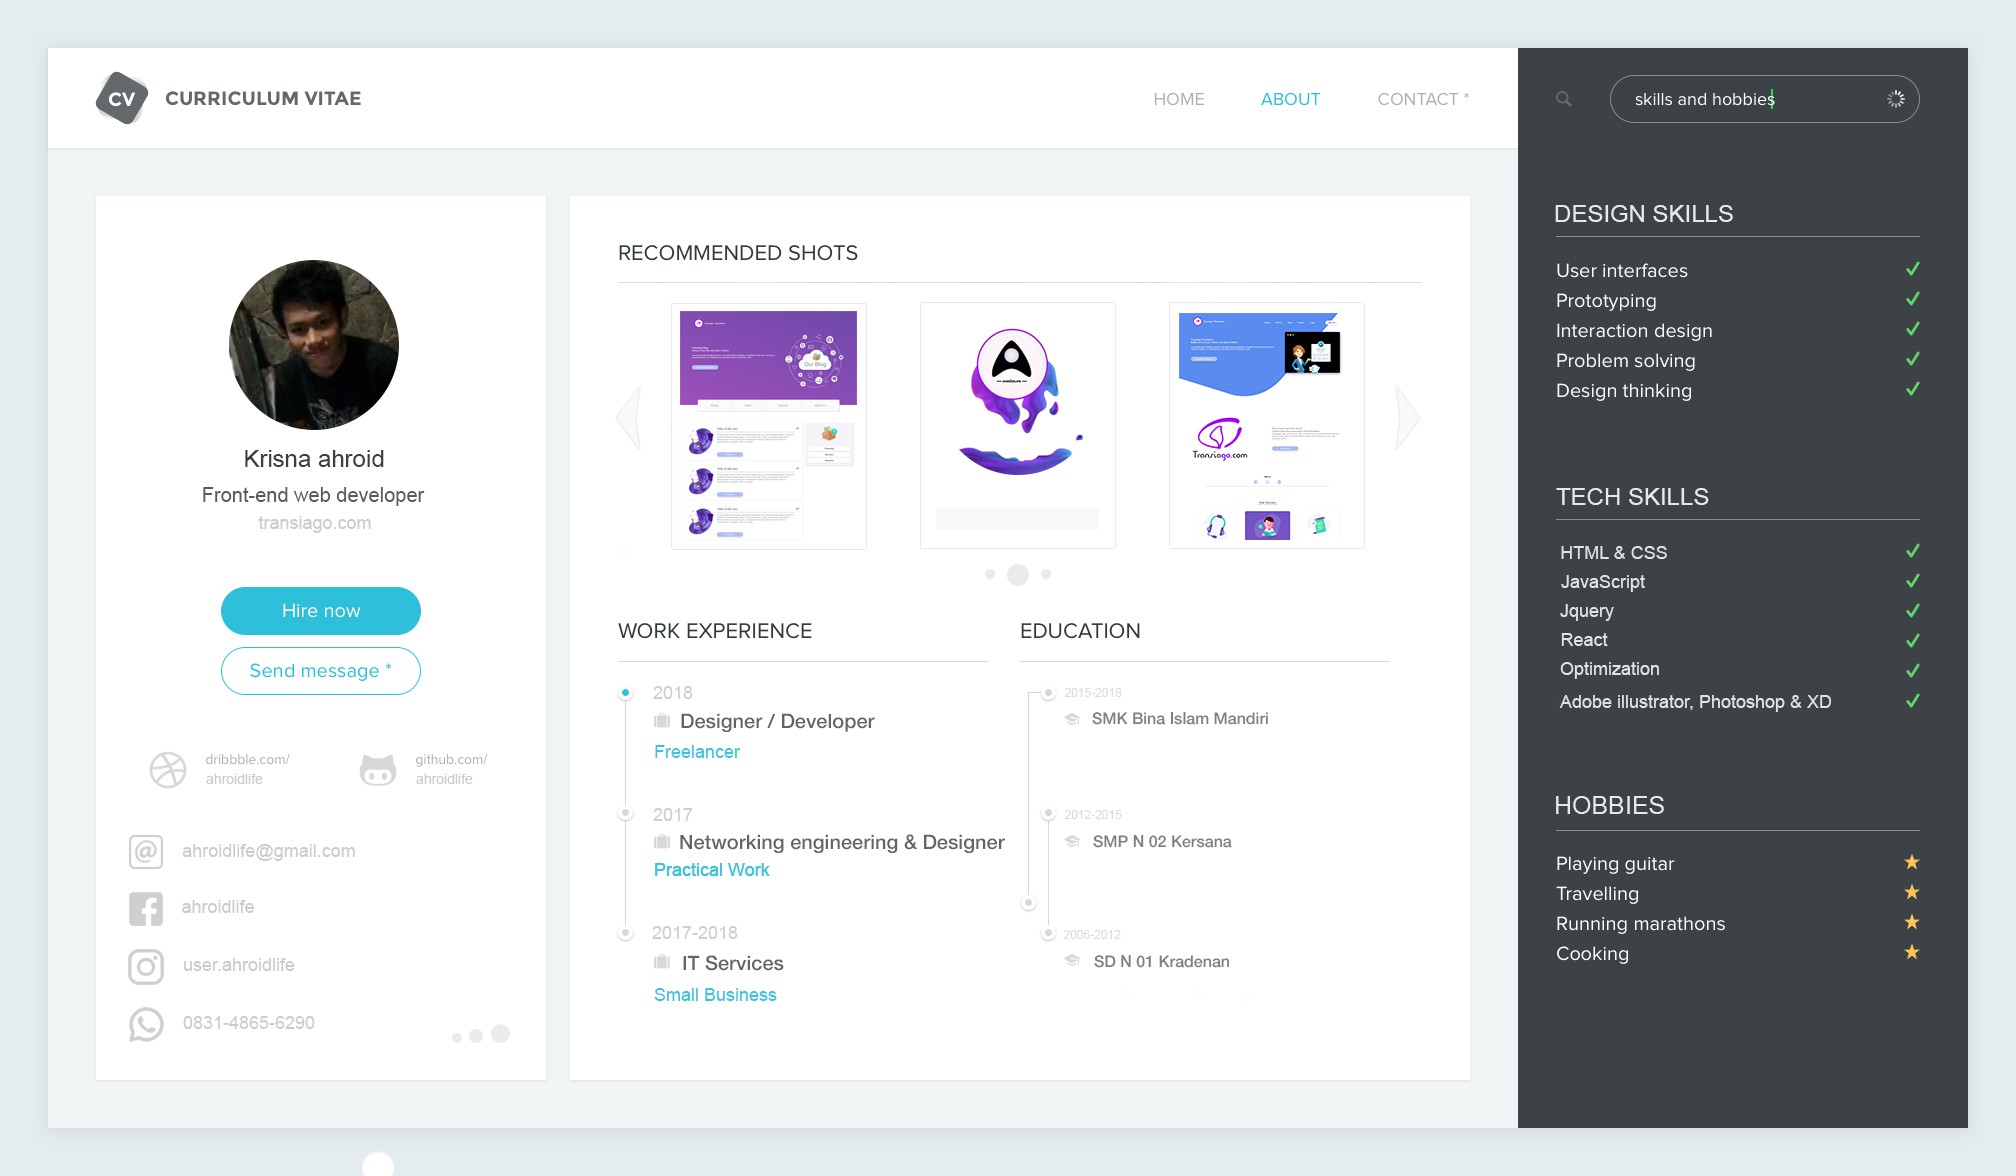 CV
CURRICULUM VITAE
HOME
ABOUT
CONTACT *
skills and hobbies
Krisna ahroid
Front-end web developer
transiago.com
Hire now
Send message *
dribbble.com/
ahroidlife
github.com/
ahroidlife
ahroidlife@gmail.com
ahroidlife
user.ahroidlife
0831-4865-6290
RECOMMENDED SHOTS
Our Blog
Transiago.com
WORK EXPERIENCE
2018
Designer / Developer
Freelancer
2017
Networking engineering & Designer
Practical Work
2017-2018
IT Services
Small Business
EDUCATION
2015-2018
SMK Bina Islam Mandiri
2012-2015
SMP N 02 Kersana
2006-2012
SD N 01 Kradenan
DESIGN SKILLS
User interfaces
Prototyping
Interaction design
Problem solving
Design thinking
TECH SKILLS
HTML & CSS
JavaScript
Jquery
React
Optimization
Adobe illustrator, Photoshop & XD
HOBBIES
Playing guitar
Travelling
Running marathons
Cooking